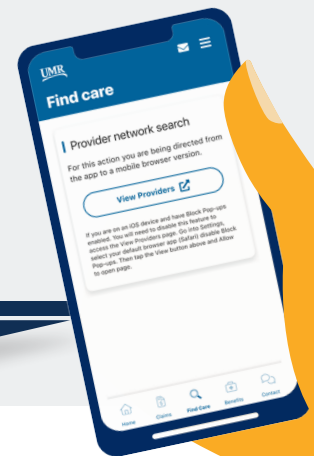 UMR
Find care
Provider network search
For this action you are being directed from
the app to a mobile browser version.
View Providers
If you are on an iOS device and have Block Pop-ups
enabled. You will need to disable this feature to
access the View Providers page. Go into Settings,
select your default browser app (Safari) disable Block
Pop-ups. Then tap the View button above and Allow
to open page.
Home
Claims
Find Care
Benefits
Contact